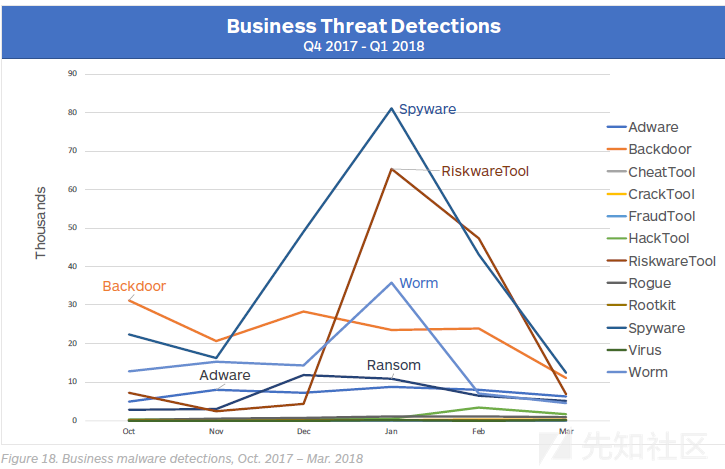 Business Threat Detections
Q4 2017 - Q1 2018
Thousands
90
80
70
60
50
40
30
20
10
0
Oct
Nov
Dec
Jan
Feb
Mar
Spyware
RiskwareTool
Backdoor
Worm
Ransom
Adware
Adware
Backdoor
CheatTool
CrackTool
FraudTool
HackTool
RiskwareTool
Rogue
Rootkit
Spyware
Virus
Worm
先知社区
Figure 18. Business malware detections, Oct. 2017 – Mar. 2018